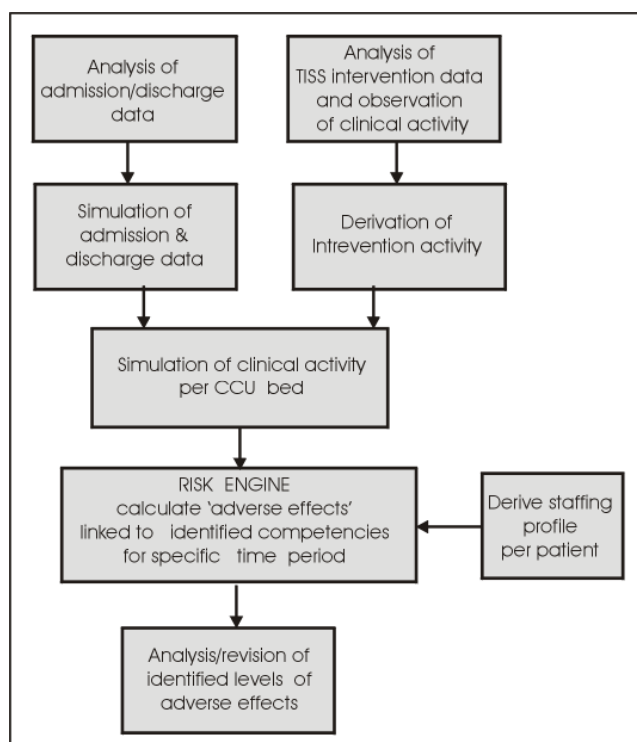 Analysis of
admission/discharge
data
Analysis of
TISS intervention data
and observation
of clinical activity
Simulation of
admission &
discharge data
Derivation of
Intrevention activity
Simulation of clinical activity
per CCU bed
RISK ENGINE
calculate 'adverse effects'
linked to identified competencies
for specific time period
Derive staffing
profile
per patient
Analysis/revision of
identified levels of
adverse effects